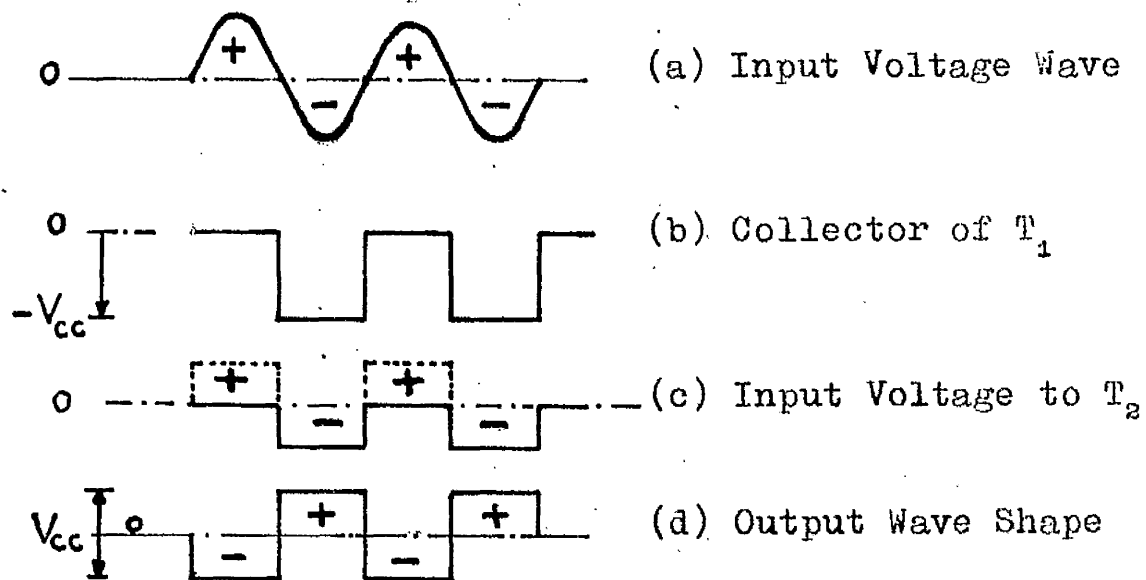 + +
0 (a) Input Voltage Wave
− −
0 (b) Collector of T₁
-Vcc
+ +
0 (c) Input Voltage to T₂
− −
+ +
Vcc 0 (d) Output Wave Shape
− −